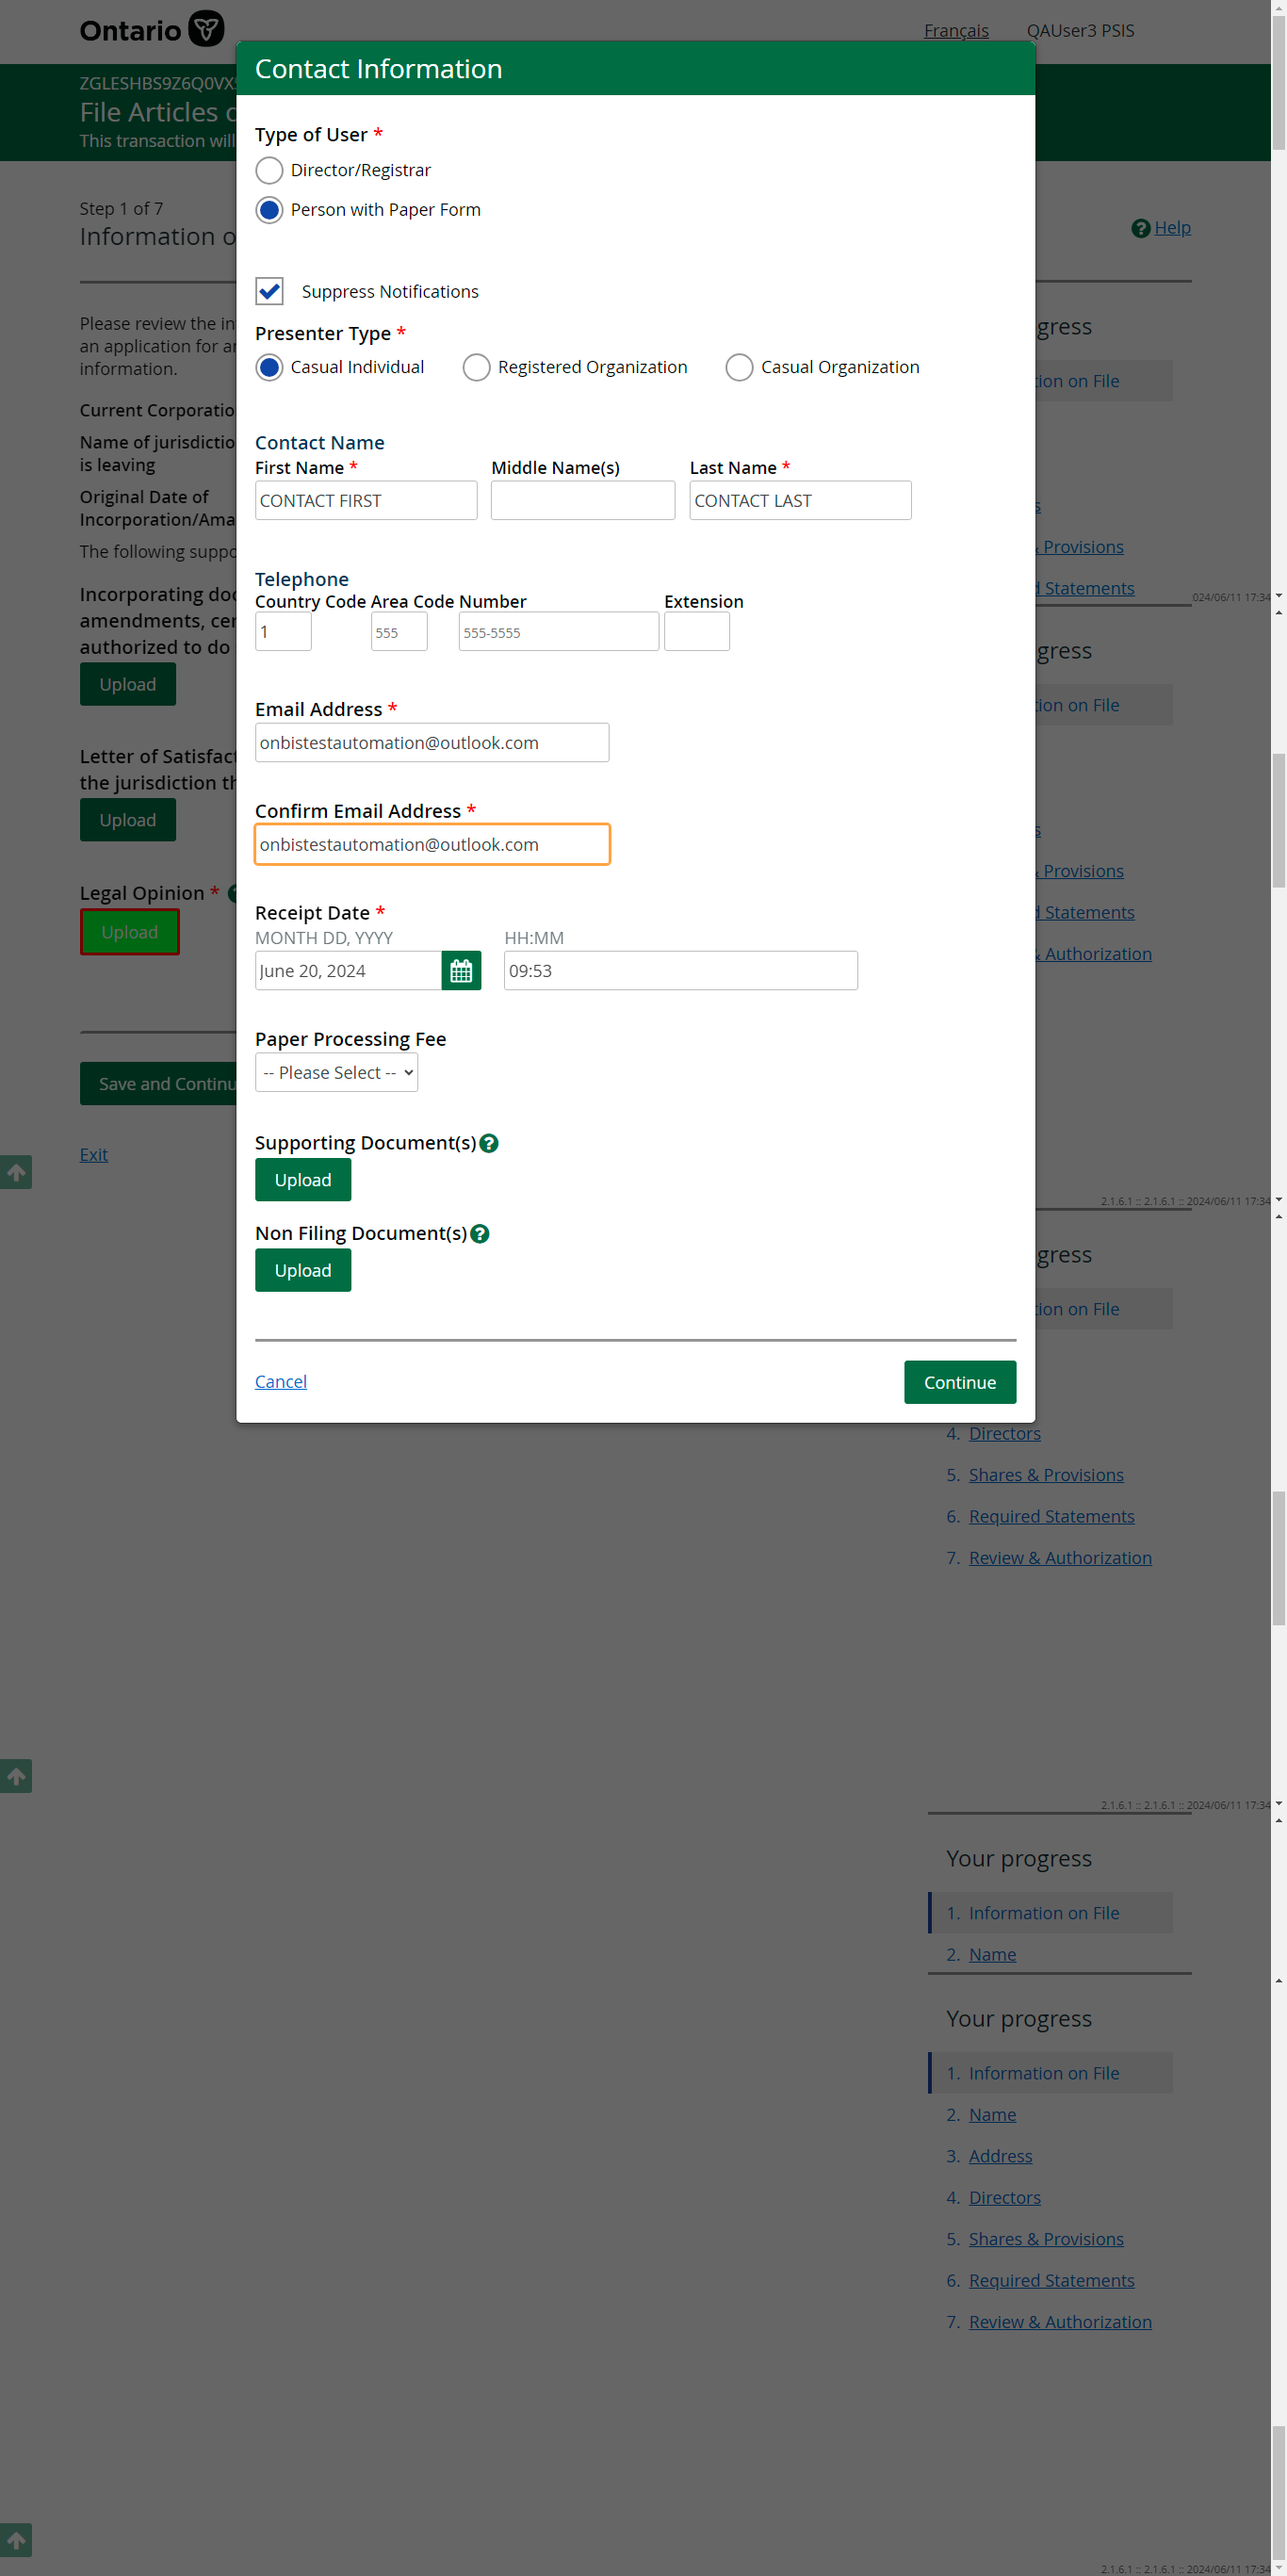 Ontario
Français
QAUser3 PSIS
ZGLESHBS9Z6Q0VX
File Articles o
This transaction will
Step 1 of 7
Information o
Help
Please review the in
an application for a
information.
Current Corporatio
Name of jurisdictio
is leaving
Original Date of
Incorporation/Ama
The following suppo
Incorporating doc
amendments, cer
authorized to do
Upload
Letter of Satisfact
the jurisdiction th
Upload
Legal Opinion *
Upload
Save and Continu
Exit
Contact Information
Type of User *
Director/Registrar
Person with Paper Form
Suppress Notifications
Presenter Type *
Casual Individual
Registered Organization
Casual Organization
Contact Name
First Name * Middle Name(s) Last Name *
CONTACT FIRST CONTACT LAST
Telephone
Country Code Area Code Number Extension
1 555 555-5555
Email Address *
onbistestautomation@outlook.com
Confirm Email Address *
onbistestautomation@outlook.com
Receipt Date *
MONTH DD, YYYY HH:MM
June 20, 2024 09:53
Paper Processing Fee
-- Please Select --
Supporting Document(s)
Upload
Non Filing Document(s)
Upload
Cancel
Continue
gress
ion on File
s
& Provisions
d Statements
024/06/11 17:34
gress
ion on File
s
& Provisions
d Statements
& Authorization
2.1.6.1 :: 2.1.6.1 :: 2024/06/11 17:34
gress
ion on File
4. Directors
5. Shares & Provisions
6. Required Statements
7. Review & Authorization
2.1.6.1 :: 2.1.6.1 :: 2024/06/11 17:34
Your progress
1. Information on File
2. Name
Your progress
1. Information on File
2. Name
3. Address
4. Directors
5. Shares & Provisions
6. Required Statements
7. Review & Authorization
2.1.6.1 :: 2.1.6.1 :: 2024/06/11 17:34